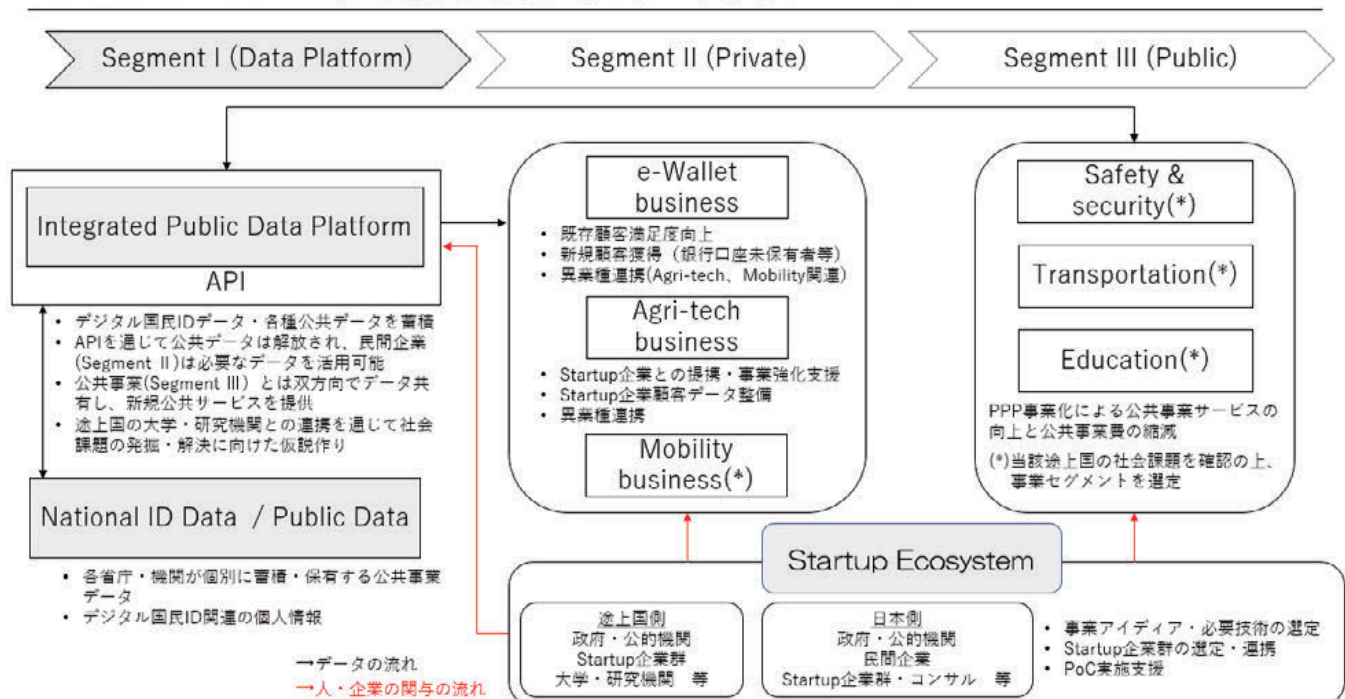 Segment I (Data Platform)
Segment II (Private)
Segment III (Public)
Integrated Public Data Platform
API
• デジタル国民IDデータ・各種公共データを蓄積
• APIを通じて公共データは解放され、民間企業
(Segment II)は必要なデータを活用可能
• 公共事業(Segment III）とは双方向でデータ共
有し、新規公共サービスを提供
• 途上国の大学・研究機関との連携を通じて社会
課題の発掘・解決に向けた仮説作り
National ID Data / Public Data
• 各省庁・機関が個別に蓄積・保有する公共事業
データ
• デジタル国民ID関連の個人情報
→データの流れ
→人・企業の関与の流れ
e-Wallet
business
• 既存顧客満足度向上
• 新規顧客獲得（銀行口座未保有者等）
• 異業種連携(Agri-tech、Mobility関連）
Agri-tech
business
• Startup企業との提携・事業強化支援
• Startup企業顧客データ整備
• 異業種連携
Mobility
business(*)
Safety &
security(*)
Transportation(*)
Education(*)
PPP事業化による公共事業サービスの
向上と公共事業費の縮減
(*)当該途上国の社会課題を確認の上、
事業セグメントを選定
Startup Ecosystem
途上国側
政府・公的機関
Startup企業群
大学・研究機関　等
日本側
政府・公的機関
民間企業
Startup企業群・コンサル　等
• 事業アイディア・必要技術の選定
• Startup企業群の選定・連携
• PoC実施支援